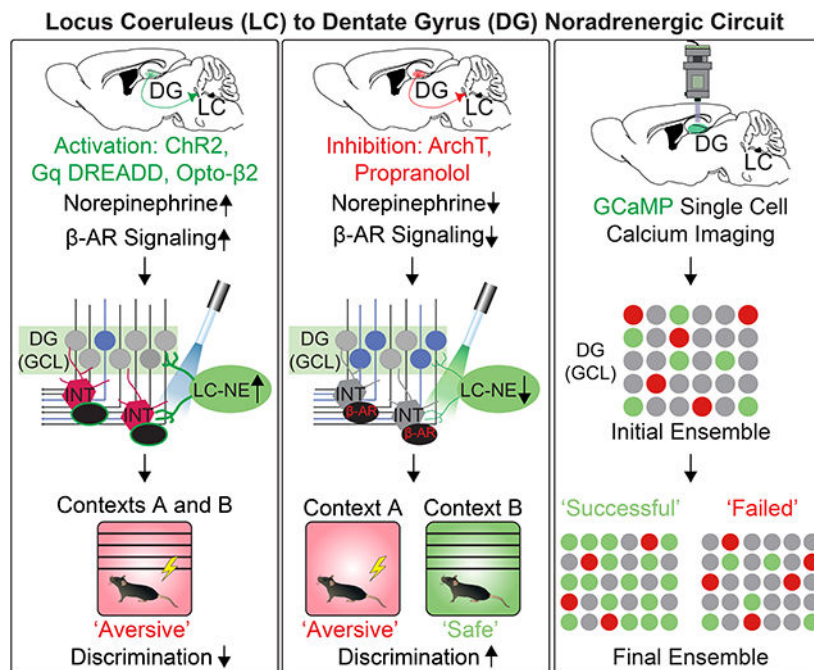 Locus Coeruleus (LC) to Dentate Gyrus (DG) Noradrenergic Circuit
DG
LC
Activation: ChR2,
Gq DREADD, Opto-β2
Norepinephrine↑
β-AR Signaling↑
DG
(GCL)
INT
INT
LC-NE↑
Contexts A and B
'Aversive'
Discrimination↓
DG
LC
Inhibition: ArchT,
Propranolol
Norepinephrine↓
β-AR Signaling↓
DG
(GCL)
INT
β-AR
INT
β-AR
LC-NE↓
Context A
Context B
'Aversive'
'Safe'
Discrimination↑
DG
LC
GCaMP Single Cell
Calcium Imaging
DG
(GCL)
Initial Ensemble
'Successful'
'Failed'
Final Ensemble